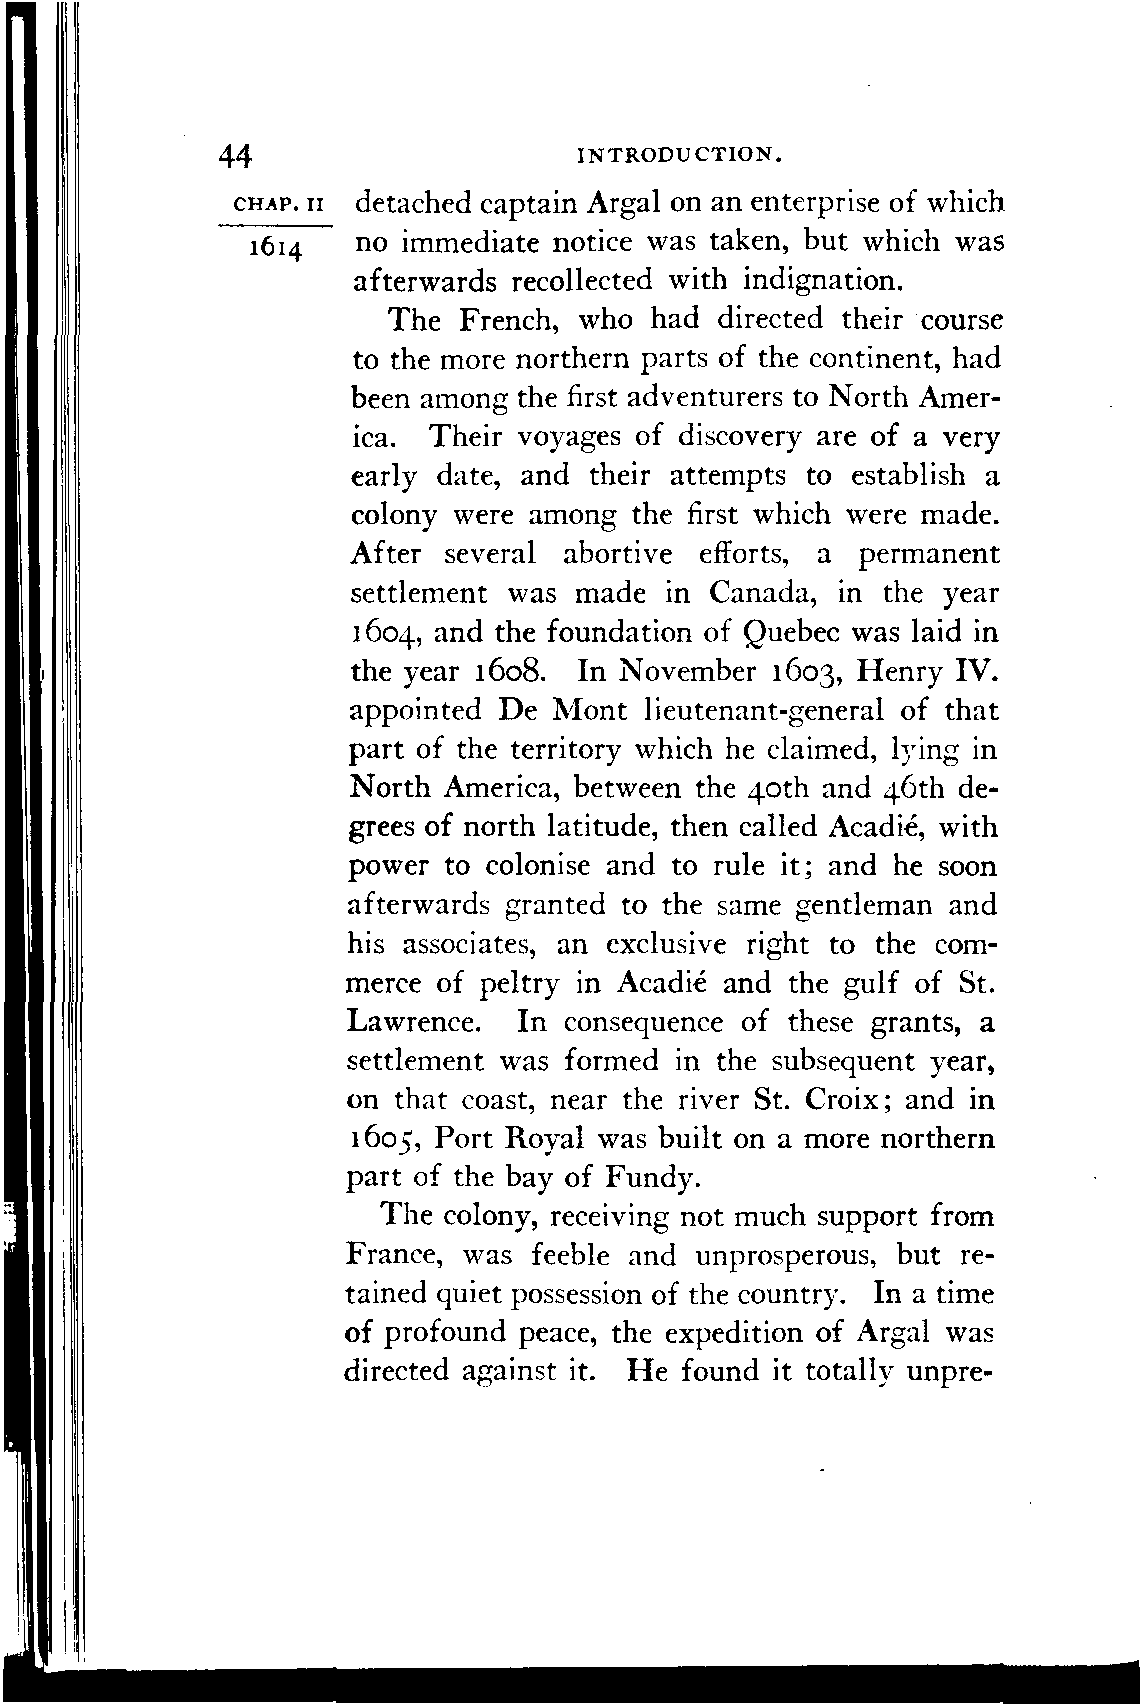 44 INTRODUCTION.
CHAP. II detached captain Argal on an enterprise of which
1614 no immediate notice was taken, but which was
afterwards recollected with indignation.
The French, who had directed their course
to the more northern parts of the continent, had
been among the first adventurers to North Amer-
ica. Their voyages of discovery are of a very
early date, and their attempts to establish a
colony were among the first which were made.
After several abortive efforts, a permanent
settlement was made in Canada, in the year
1604, and the foundation of Quebec was laid in
the year 1608. In November 1603, Henry IV.
appointed De Mont lieutenant-general of that
part of the territory which he claimed, lying in
North America, between the 40th and 46th de-
grees of north latitude, then called Acadié, with
power to colonise and to rule it; and he soon
afterwards granted to the same gentleman and
his associates, an exclusive right to the com-
merce of peltry in Acadié and the gulf of St.
Lawrence. In consequence of these grants, a
settlement was formed in the subsequent year,
on that coast, near the river St. Croix; and in
1605, Port Royal was built on a more northern
part of the bay of Fundy.
The colony, receiving not much support from
France, was feeble and unprosperous, but re-
tained quiet possession of the country. In a time
of profound peace, the expedition of Argal was
directed against it. He found it totally unpre-